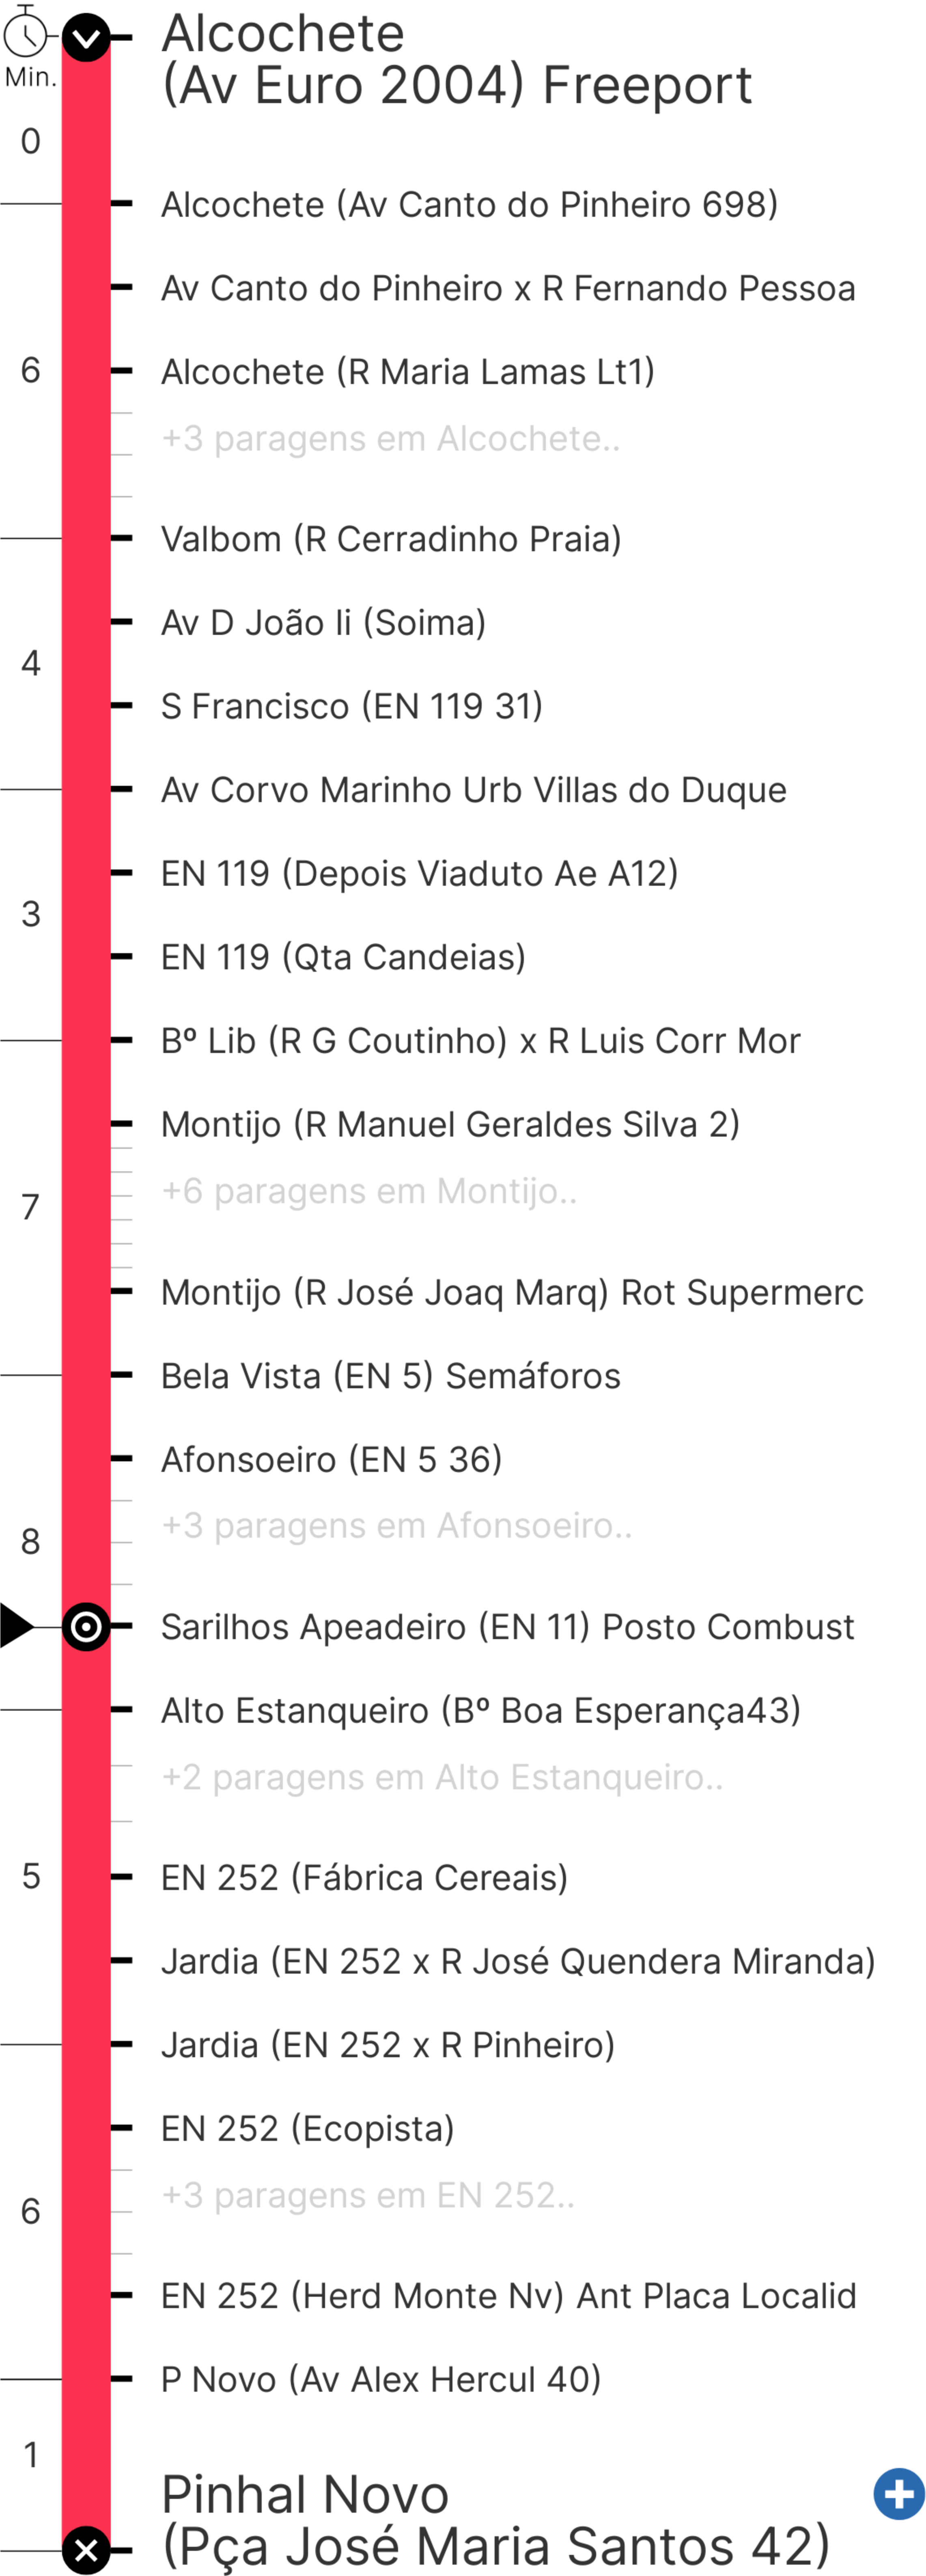 Alcochete
(Av Euro 2004) Freeport
Min.
0
Alcochete (Av Canto do Pinheiro 698)
Av Canto do Pinheiro x R Fernando Pessoa
6
Alcochete (R Maria Lamas Lt1)
+3 paragens em Alcochete..
Valbom (R Cerradinho Praia)
Av D João Ii (Soima)
4
S Francisco (EN 119 31)
Av Corvo Marinho Urb Villas do Duque
EN 119 (Depois Viaduto Ae A12)
3
EN 119 (Qta Candeias)
Bº Lib (R G Coutinho) x R Luis Corr Mor
Montijo (R Manuel Geraldes Silva 2)
+6 paragens em Montijo..
7
Montijo (R José Joaq Marq) Rot Supermerc
Bela Vista (EN 5) Semáforos
Afonsoeiro (EN 5 36)
+3 paragens em Afonsoeiro..
8
Sarilhos Apeadeiro (EN 11) Posto Combust
Alto Estanqueiro (Bº Boa Esperança43)
+2 paragens em Alto Estanqueiro..
5
EN 252 (Fábrica Cereais)
Jardia (EN 252 x R José Quendera Miranda)
Jardia (EN 252 x R Pinheiro)
EN 252 (Ecopista)
+3 paragens em EN 252..
6
EN 252 (Herd Monte Nv) Ant Placa Localid
P Novo (Av Alex Hercul 40)
1
Pinhal Novo
(Pça José Maria Santos 42)